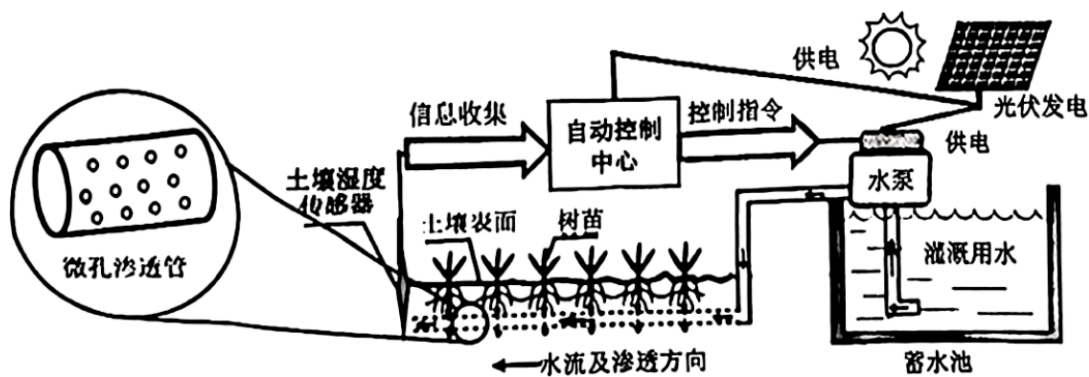 供电
光伏发电
信息收集
自动控制
中心
控制指令
供电
水泵
土壤湿度
传感器
土壤表面
树苗
灌溉用水
微孔渗透管
水流及渗透方向
蓄水池